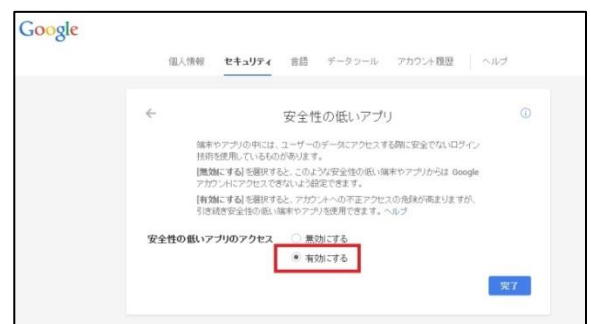 Google
個人情報 セキュリティ 言語 データツール アカウント履歴 ヘルプ
安全性の低いアプリ
端末やアプリの中には、ユーザーのデータにアクセスする際に安全でないログイン
技術を使用しているものがあります。
[無効にする] を選択すると、このような安全性の低い端末やアプリからは Google
アカウントにアクセスできないよう設定できます。
[有効にする] を選択すると、アカウントへの不正アクセスの危険が高まりますが、
引き続き安全性の低い端末やアプリを使用できます。ヘルプ
安全性の低いアプリのアクセス 無効にする
有効にする
完了